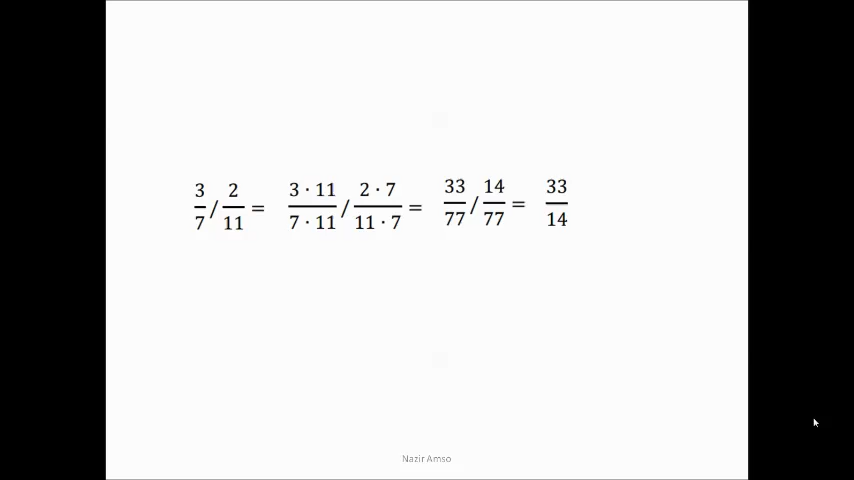 3/7 / 2/11 = 3 · 11/7 · 11 / 2 · 7/11 · 7 = 33/77 / 14/77 = 33/14
Nazir Amso